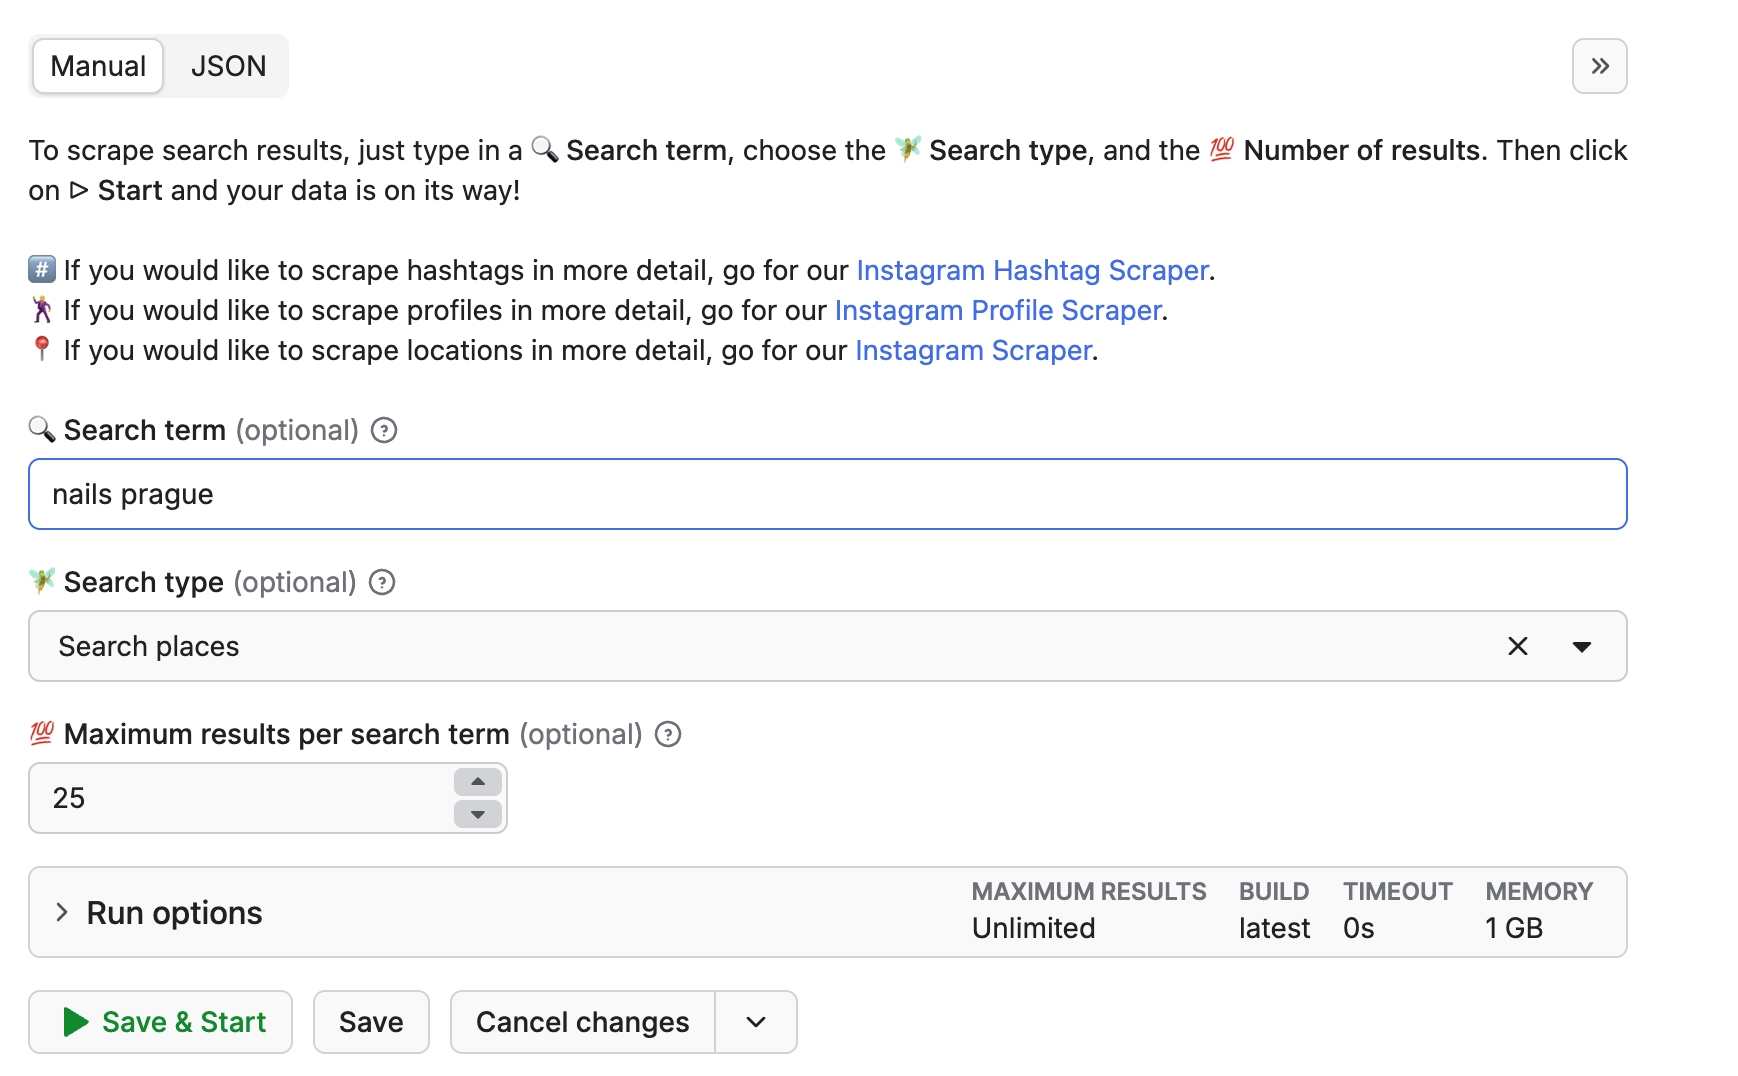 Manual JSON
To scrape search results, just type in a 🔍 Search term, choose the 🧚 Search type, and the 💯 Number of results. Then click
on ▷ Start and your data is on its way!
#️⃣ If you would like to scrape hashtags in more detail, go for our Instagram Hashtag Scraper.
🕺 If you would like to scrape profiles in more detail, go for our Instagram Profile Scraper.
📍 If you would like to scrape locations in more detail, go for our Instagram Scraper.
🔍 Search term (optional)
nails prague
🧚 Search type (optional)
Search places
💯 Maximum results per search term (optional)
25
Run options
MAXIMUM RESULTS BUILD TIMEOUT MEMORY
Unlimited latest 0s 1 GB
Save & Start Save Cancel changes